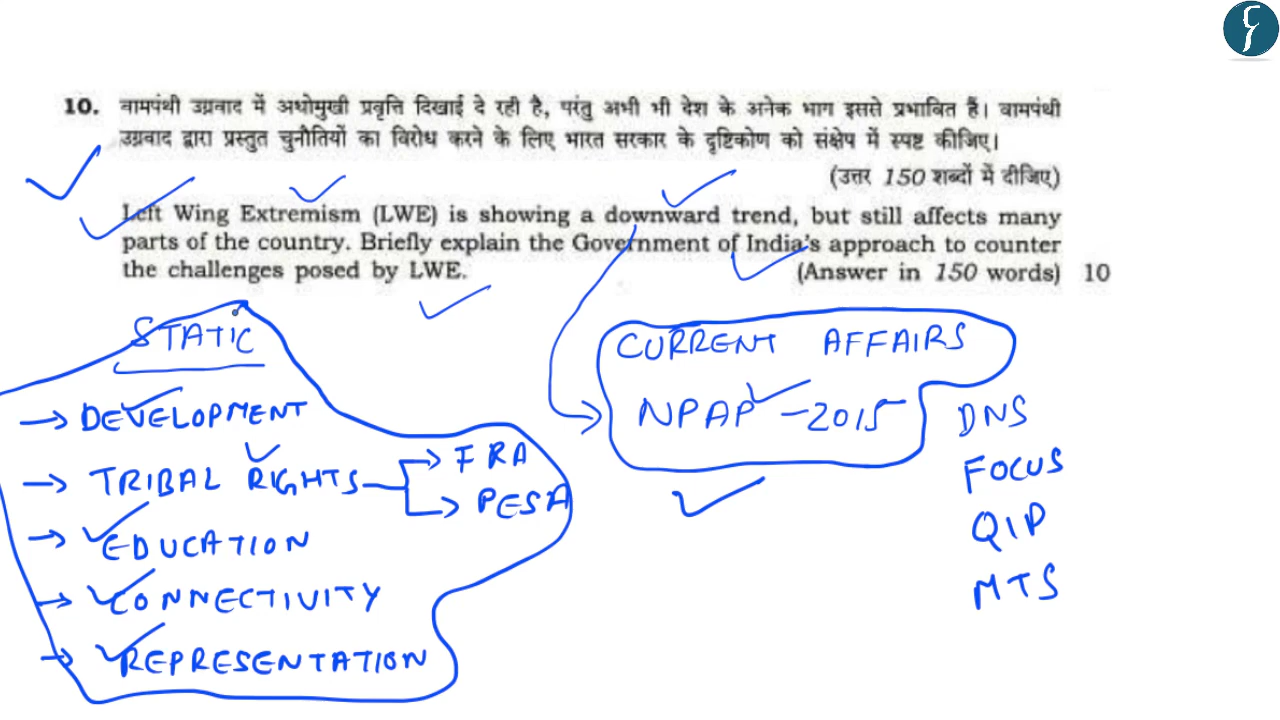 10. वामपंथी उग्रवाद में अधोमुखी प्रवृत्ति दिखाई दे रही है, परंतु अभी भी देश के अनेक भाग इससे प्रभावित हैं। वामपंथी
उग्रवाद द्वारा प्रस्तुत चुनौतियों का विरोध करने के लिए भारत सरकार के दृष्टिकोण को संक्षेप में स्पष्ट कीजिए।
(उत्तर 150 शब्दों में दीजिए)
Left Wing Extremism (LWE) is showing a downward trend, but still affects many
parts of the country. Briefly explain the Government of India's approach to counter
the challenges posed by LWE. (Answer in 150 words) 10
STATIC
→ DEVELOPMENT
→ TRIBAL RIGHTS
→ FRA
→ PESA
→ EDUCATION
→ CONNECTIVITY
→ REPRESENTATION
CURRENT AFFAIRS
NPAP - 2015
DNS
FOCUS
QIP
MTS